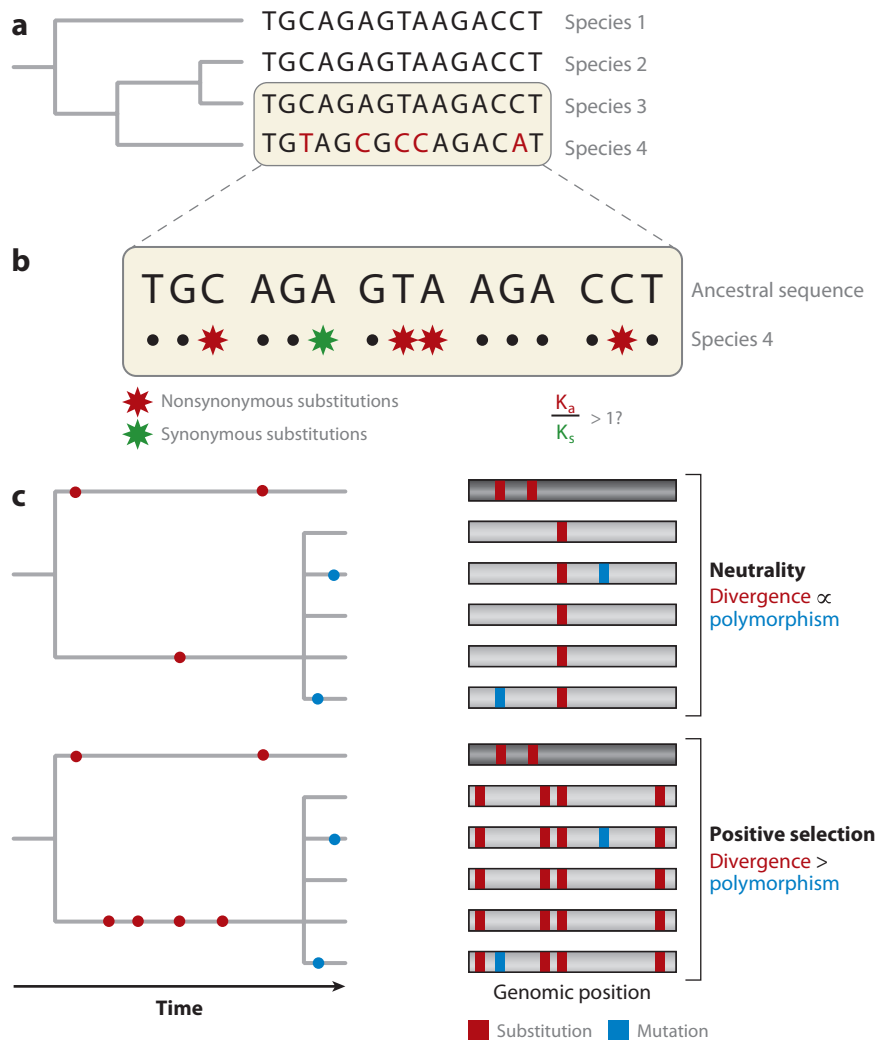 a
TGCAGAGTAAGACCT Species 1
TGCAGAGTAAGACCT Species 2
TGCAGAGTAAGACCT Species 3
TGTAGCGCCAGACAT Species 4
b
TGC AGA GTA AGA CCT Ancestral sequence
Species 4
Nonsynonymous substitutions
Synonymous substitutions
Ka
Ks
> 1?
c
Neutrality
Divergence ∝
polymorphism
Positive selection
Divergence >
polymorphism
Time
Genomic position
Substitution Mutation